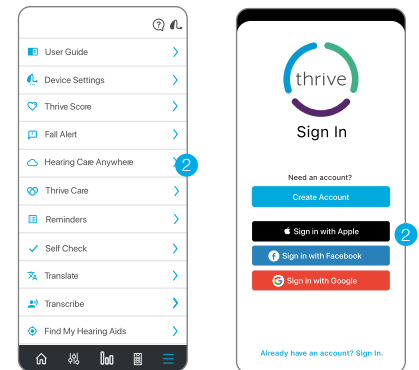 User Guide
Device Settings
Thrive Score
Fall Alert
Hearing Care Anywhere
2
Thrive Care
Reminders
Self Check
Translate
Transcribe
Find My Hearing Aids
thrive
Sign In
Need an account?
Create Account
Sign in with Apple
2
Sign in with Facebook
Sign in with Google
Already have an account? Sign In.